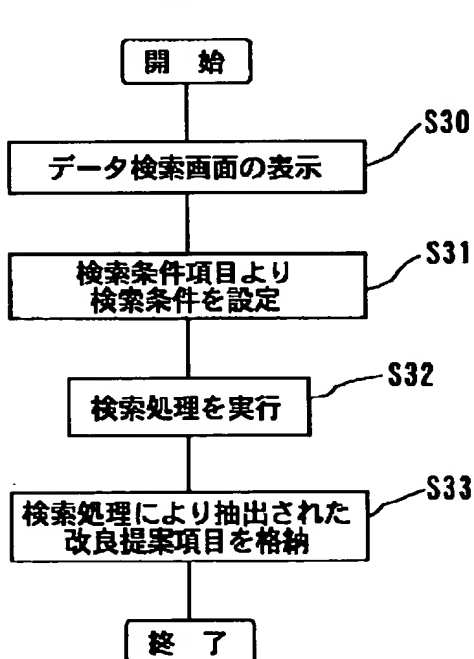 開 始
S30
データ検索画面の表示
S31
検索条件項目より
検索条件を設定
S32
検索処理を実行
S33
検索処理により抽出された
改良提案項目を格納
終 了